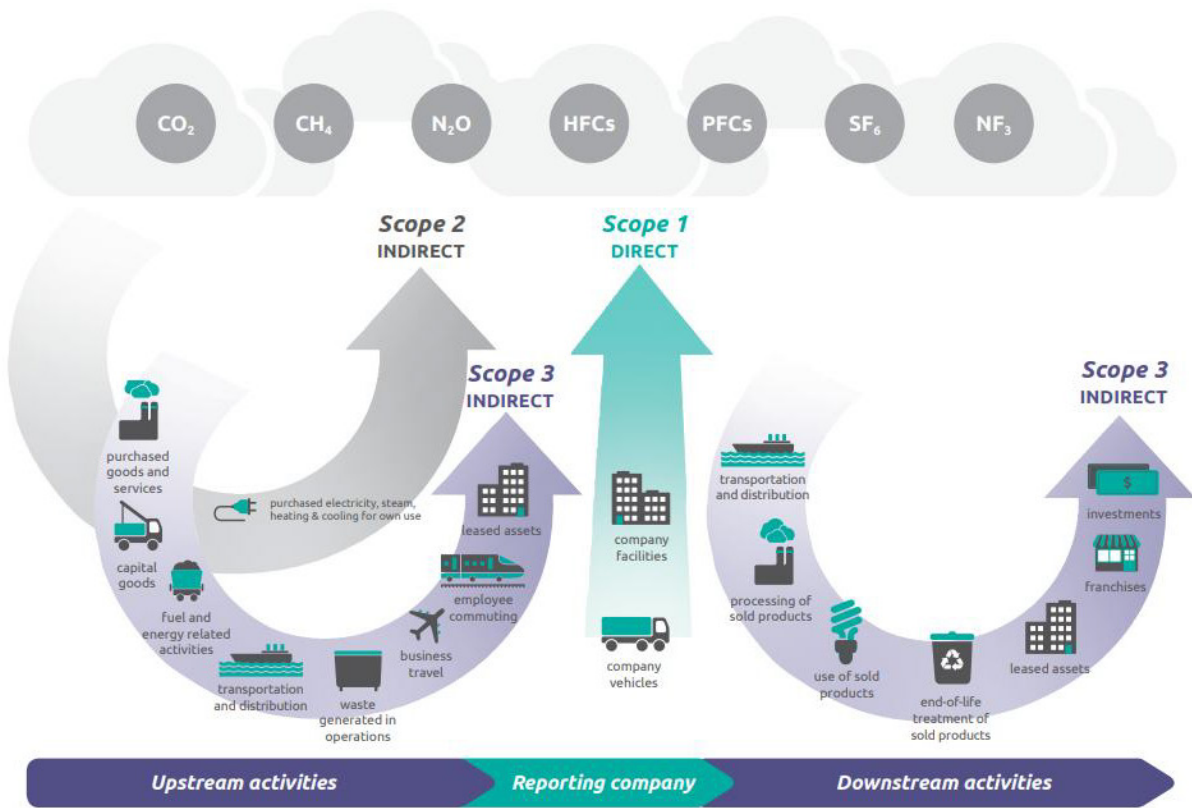 CO₂
CH₄
N₂O
HFCs
PFCs
SF₆
NF₃
Scope 2
INDIRECT
Scope 1
DIRECT
Scope 3
INDIRECT
Scope 3
INDIRECT
purchased
goods and
services
capital
goods
fuel and
energy related
activities
transportation
and distribution
waste
generated in
operations
business
travel
employee
commuting
leased assets
purchased electricity, steam,
heating & cooling for own use
company
facilities
company
vehicles
transportation
and distribution
processing of
sold products
use of sold
products
end-of-life
treatment of
sold products
leased assets
franchises
$
investments
Upstream activities
Reporting company
Downstream activities